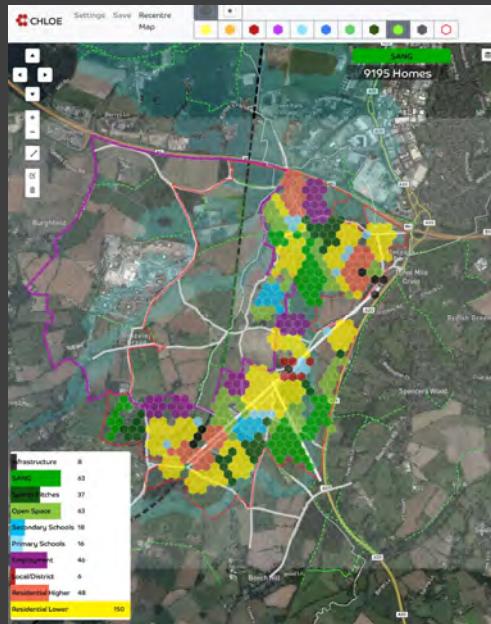 CHLOE
Settings Save Recentre
Map
SANG
9195 Homes
Burghfield
Three Mile
Cross
Spencers Wood
Beech Hill
Infrastructure 8
SANG 63
Sports Pitches 37
Open Space 63
Secondary Schools 18
Primary Schools 16
Employment 46
Local/District 6
Residential Higher 48
Residential Lower 150